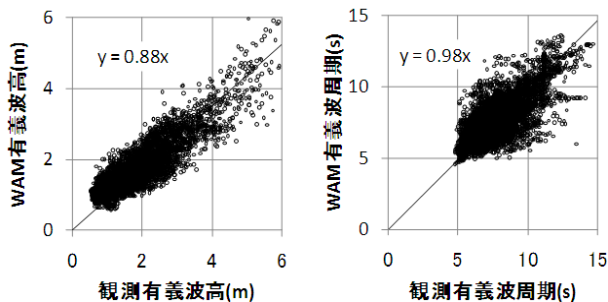 WAM有義波高(m)
6
4
2
0
y = 0.88x
0 2 4 6
観測有義波高(m)
WAM有義波周期(s)
15
10
5
0
y = 0.98x
0 5 10 15
観測有義波周期(s)